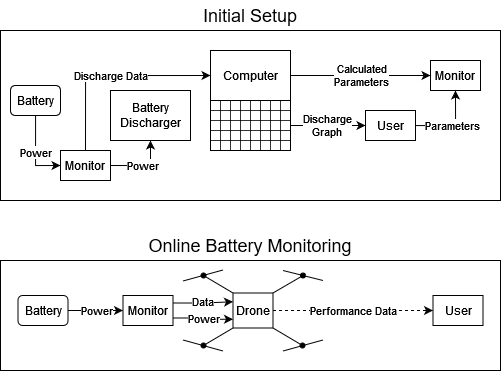 Initial Setup
Discharge Data
Computer
Calculated
Parameters
Monitor
Battery
Battery
Discharger
Discharge
Graph
User
Parameters
Power
Monitor
Power
Online Battery Monitoring
Battery
Power
Monitor
Data
Power
Drone
Performance Data
User